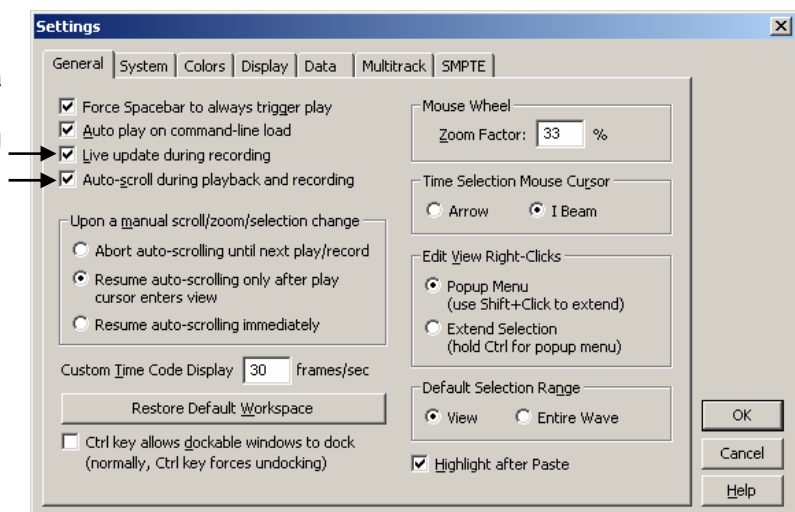 Settings
General System Colors Display Data Multitrack SMPTE
Force Spacebar to always trigger play
Auto play on command-line load
Live update during recording
Auto-scroll during playback and recording
Upon a manual scroll/zoom/selection change
Abort auto-scrolling until next play/record
Resume auto-scrolling only after play
cursor enters view
Resume auto-scrolling immediately
Custom Time Code Display 30 frames/sec
Restore Default Workspace
Ctrl key allows dockable windows to dock
(normally, Ctrl key forces undocking)
Mouse Wheel
Zoom Factor: 33 %
Time Selection Mouse Cursor
Arrow I Beam
Edit View Right-Clicks
Popup Menu
(use Shift+Click to extend)
Extend Selection
(hold Ctrl for popup menu)
Default Selection Range
View Entire Wave
Highlight after Paste
OK
Cancel
Help